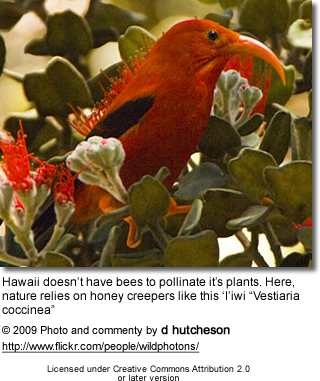 Hawaii doesn't have bees to pollinate it's plants. Here,
nature relies on honey creepers like this 'I'iwi "Vestiaria
coccinea"
© 2009 Photo and commenty by d hutcheson
http://www.flickr.com/people/wildphotos/
Licensed under Creative Commons Attribution 2.0
or later version